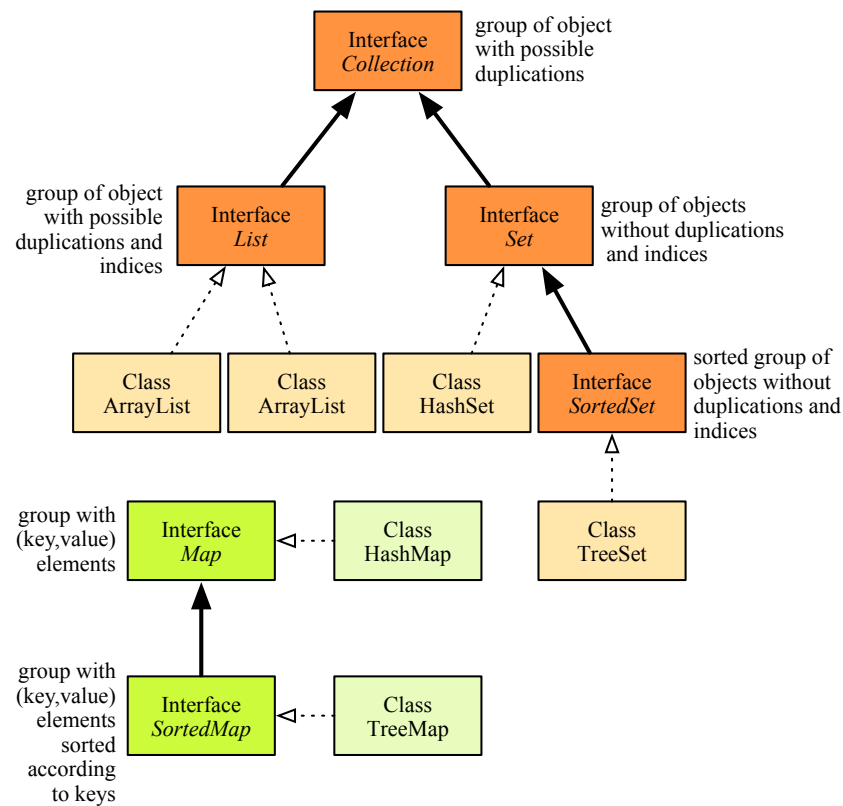 Interface
Collection
group of object
with possible
duplications
group of object
with possible
duplications and
indices
Interface
List
Interface
Set
group of objects
without duplications
and indices
Class
ArrayList
Class
ArrayList
Class
HashSet
Interface
SortedSet
sorted group of
objects without
duplications and
indices
group with
(key,value)
elements
Interface
Map
Class
HashMap
Class
TreeSet
group with
(key,value)
elements
sorted
according
to keys
Interface
SortedMap
Class
TreeMap